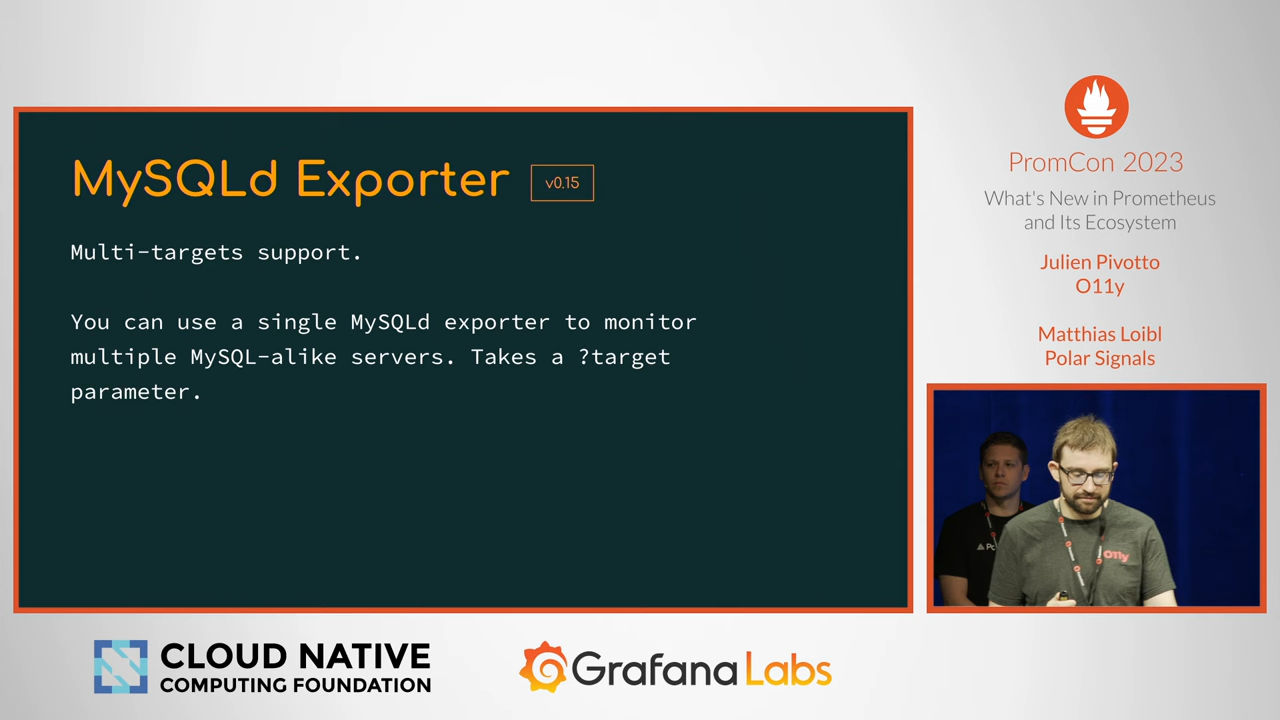 MySQLd Exporter v0.15
Multi-targets support.
You can use a single MySQLd exporter to monitor
multiple MySQL-alike servers. Takes a ?target
parameter.
PromCon 2023
What's New in Prometheus
and Its Ecosystem
Julien Pivotto
O11y
Matthias Loibl
Polar Signals
O11y
CLOUD NATIVE
COMPUTING FOUNDATION
Grafana Labs